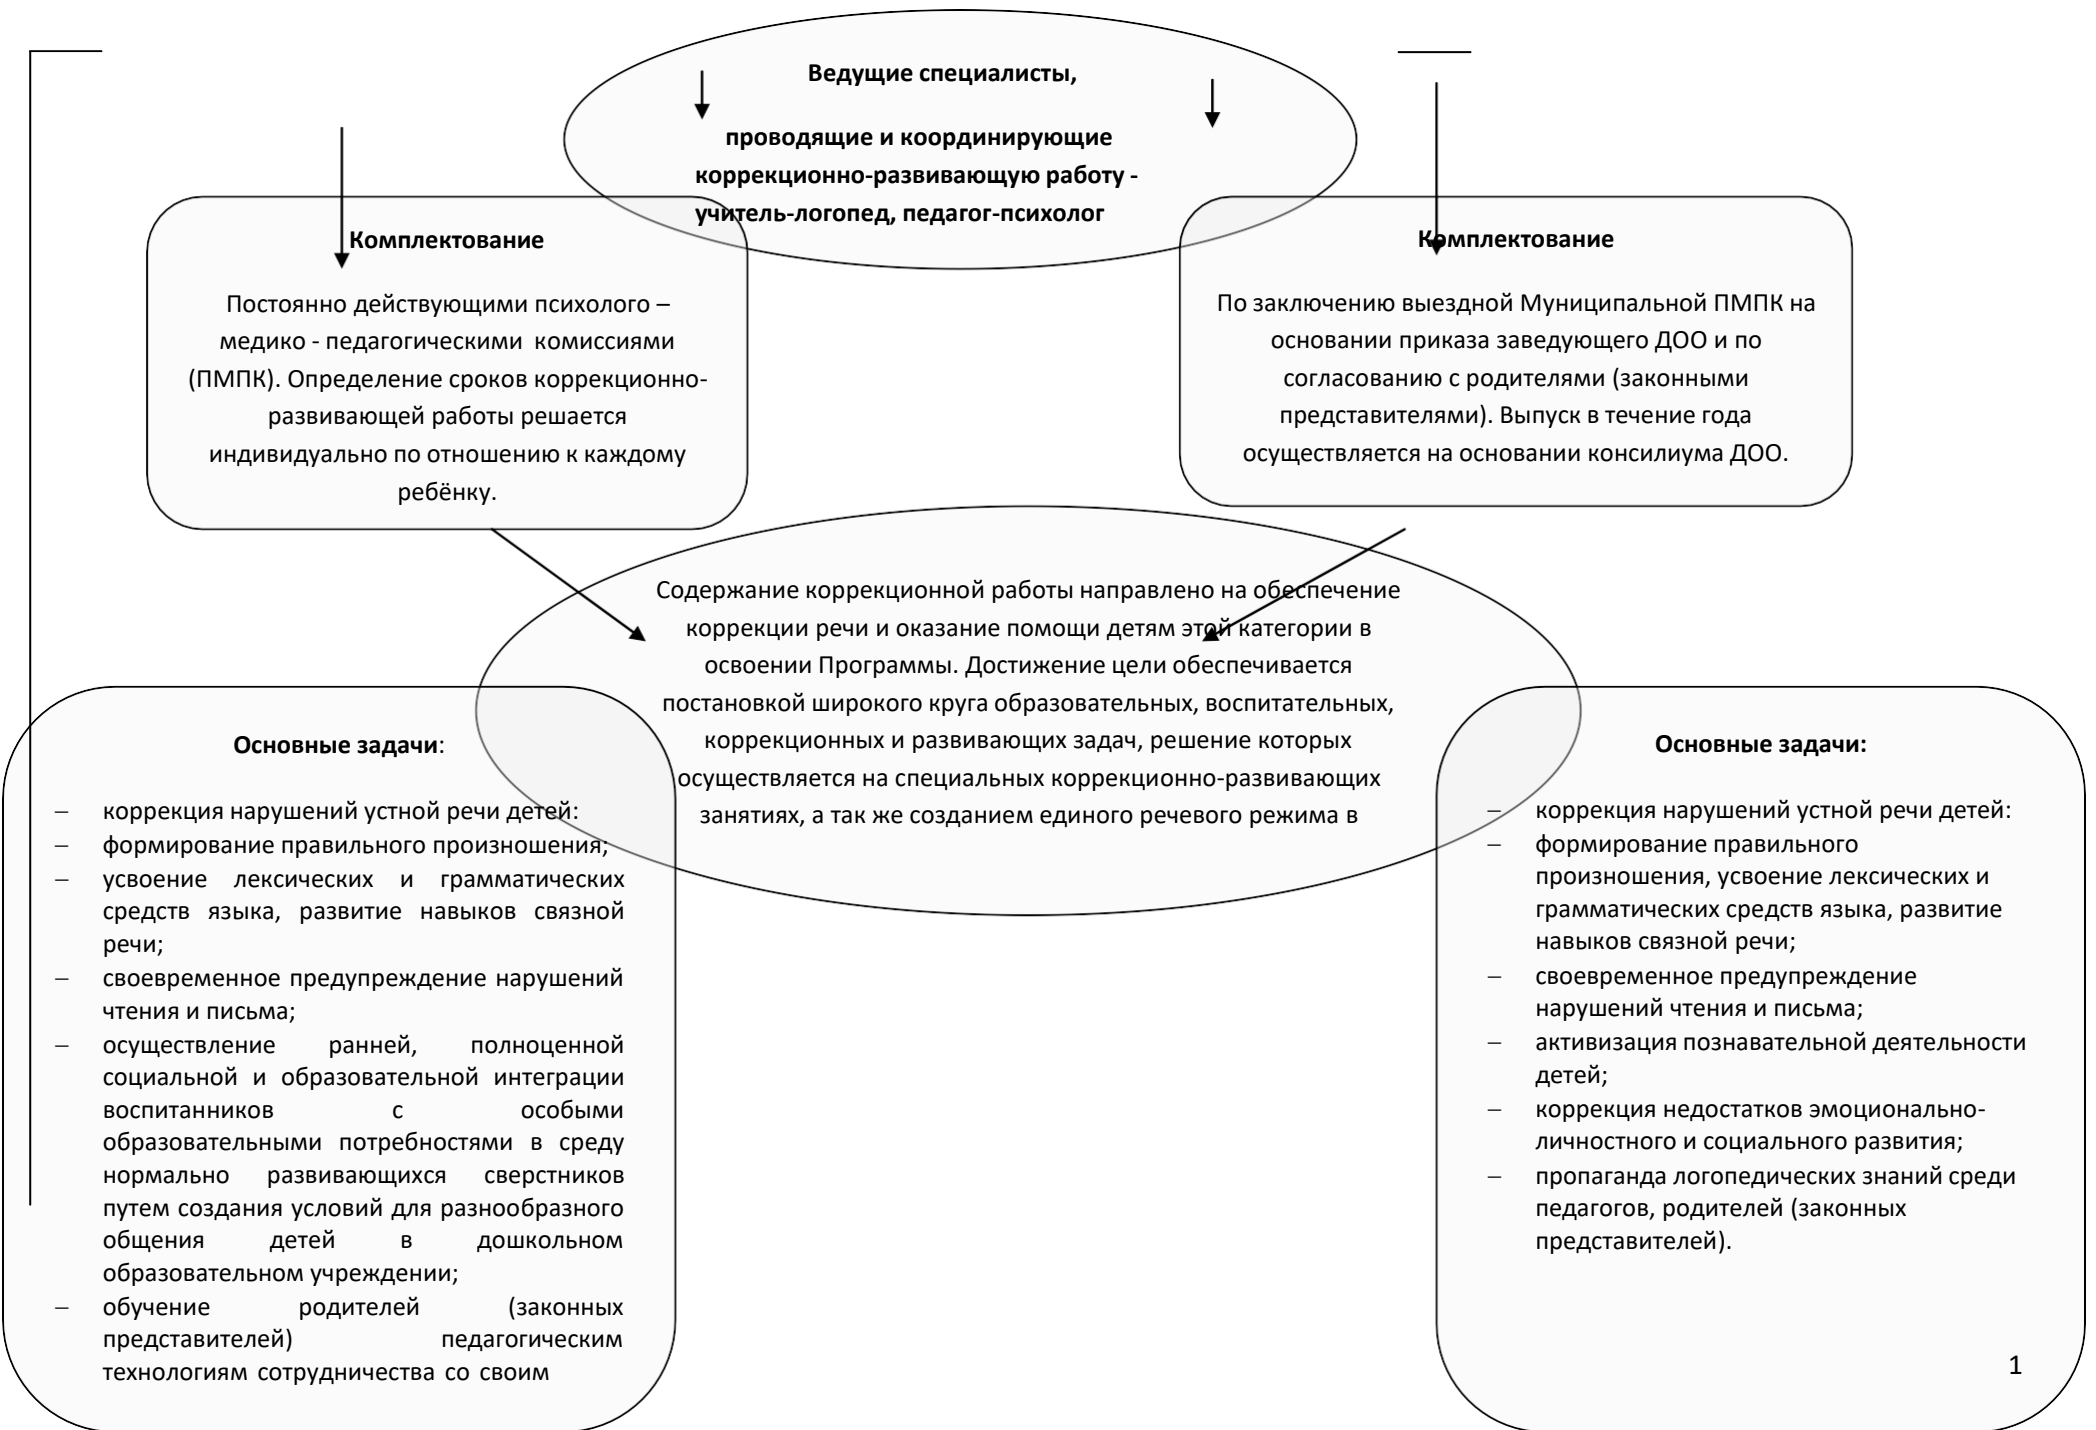 Ведущие специалисты,
проводящие и координирующие
коррекционно-развивающую работу -
учитель-логопед, педагог-психолог
Комплектование
Постоянно действующими психолого –
медико - педагогическими комиссиями
(ПМПК). Определение сроков коррекционно-
развивающей работы решается
индивидуально по отношению к каждому
ребёнку.
Комплектование
По заключению выездной Муниципальной ПМПК на
основании приказа заведующего ДОО и по
согласованию с родителями (законными
представителями). Выпуск в течение года
осуществляется на основании консилиума ДОО.
Содержание коррекционной работы направлено на обеспечение
коррекции речи и оказание помощи детям этой категории в
освоении Программы. Достижение цели обеспечивается
постановкой широкого круга образовательных, воспитательных,
коррекционных и развивающих задач, решение которых
осуществляется на специальных коррекционно-развивающих
занятиях, а так же созданием единого речевого режима в
Основные задачи:
– коррекция нарушений устной речи детей:
– формирование правильного произношения;
– усвоение лексических и грамматических
средств языка, развитие навыков связной
речи;
– своевременное предупреждение нарушений
чтения и письма;
– осуществление ранней, полноценной
социальной и образовательной интеграции
воспитанников с особыми
образовательными потребностями в среду
нормально развивающихся сверстников
путем создания условий для разнообразного
общения детей в дошкольном
образовательном учреждении;
– обучение родителей (законных
представителей) педагогическим
технологиям сотрудничества со своим
Основные задачи:
– коррекция нарушений устной речи детей:
– формирование правильного
произношения, усвоение лексических и
грамматических средств языка, развитие
навыков связной речи;
– своевременное предупреждение
нарушений чтения и письма;
– активизация познавательной деятельности
детей;
– коррекция недостатков эмоционально-
личностного и социального развития;
– пропаганда логопедических знаний среди
педагогов, родителей (законных
представителей).
1